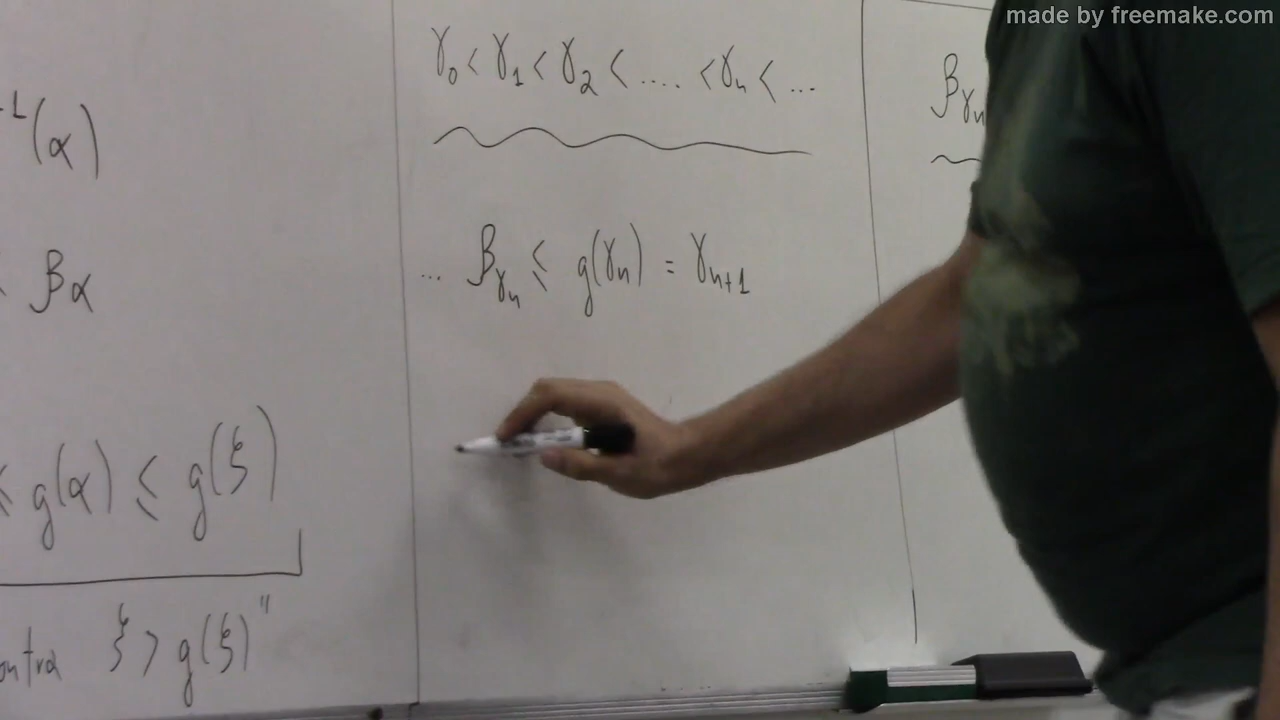 made by freemake.com
-1(α)
βα
≤ g(α) ≤ g(ξ)
ξ > g(ξ)"
γ0 < γ1 < γ2 < .... < γn < ...
... βγn ≤ g(γn) = γn+1
βγn